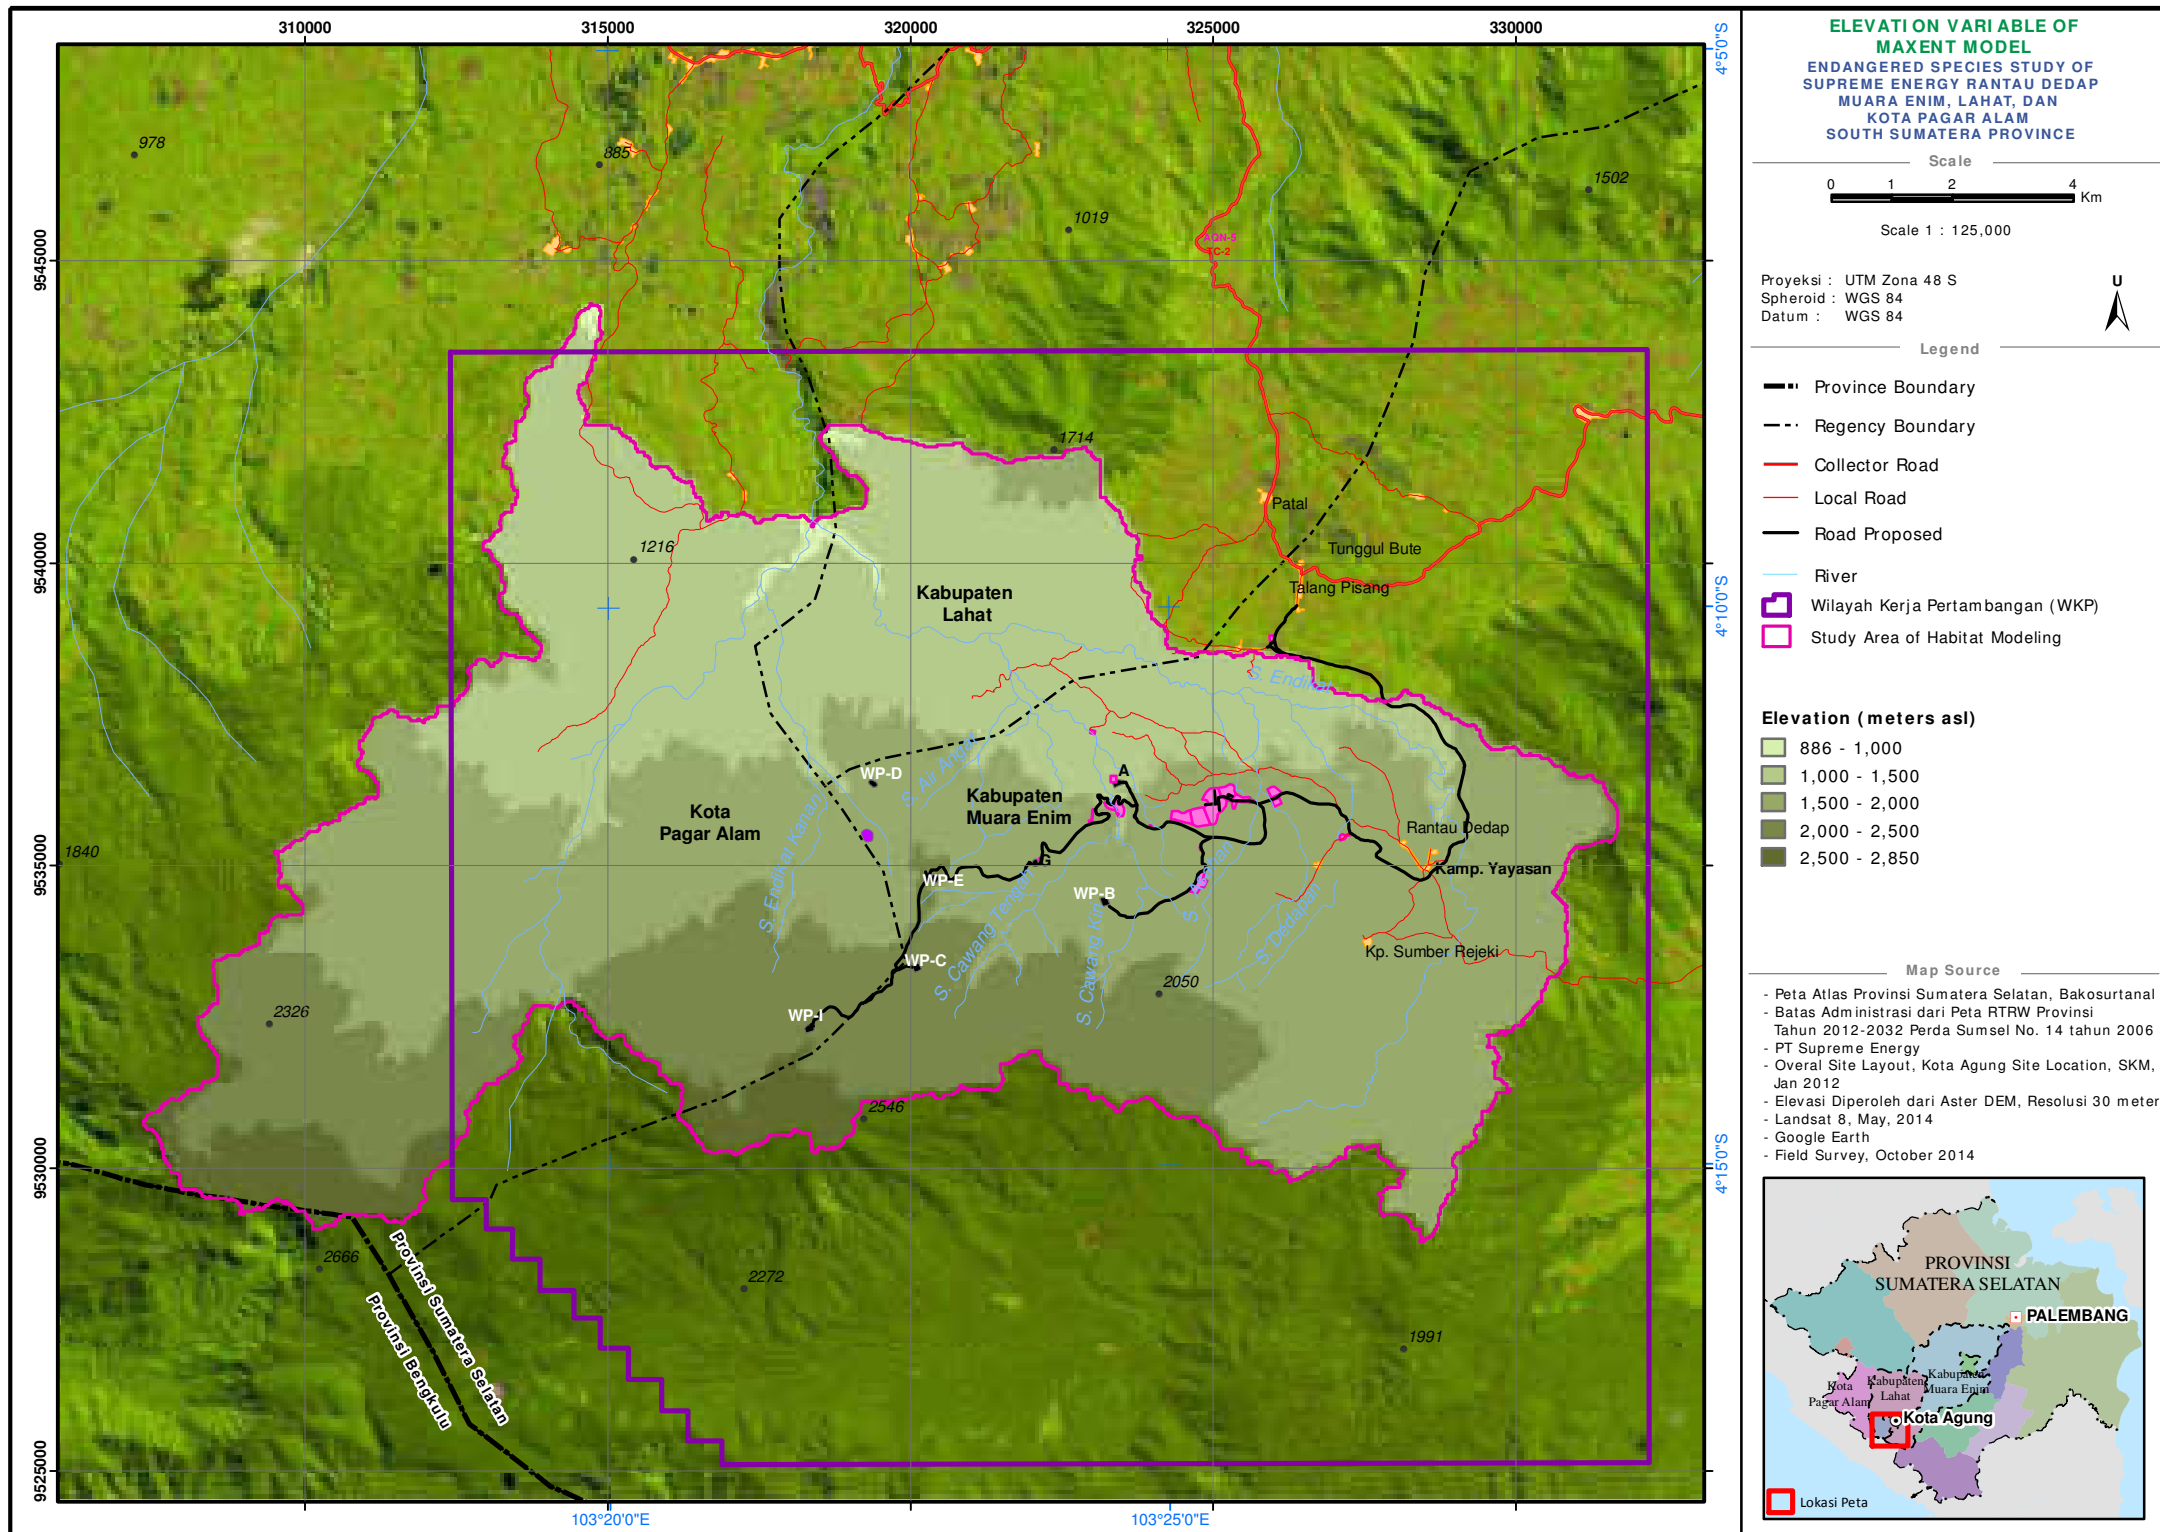 310000
315000
320000
325000
330000
4°5'0"S
978
885
1502
1019
AQN-5
TC-2
9545000
1714
Patal
Tunggul Bute
1216
9540000
Talang Pisang
Kabupaten
Lahat
4°10'0"S
S. Endikat
S. Air Angat
WP-D
A
Kabupaten
Muara Enim
Kota
Pagar Alam
H
Rantau Dedap
1840
9535000
G
Kamp. Yayasan
WP-E
WP-B
S. Endikat Kanan
S. Cawang Tengah
S. Cawang Kiri
S. Dedapan
Kp. Sumber Rejeki
WP-C
2050
2326
WP-I
2546
9530000
4°15'0"S
2666
Provinsi Sumatera Selatan
Provinsi Bengkulu
2272
1991
9525000
103°20'0"E
103°25'0"E
ELEVATION VARIABLE OF
MAXENT MODEL
ENDANGERED SPECIES STUDY OF
SUPREME ENERGY RANTAU DEDAP
MUARA ENIM, LAHAT, DAN
KOTA PAGAR ALAM
SOUTH SUMATERA PROVINCE
Scale
0 1 2 4
Km
Scale 1 : 125,000
Proyeksi : UTM Zona 48 S
Spheroid : WGS 84
Datum : WGS 84
U
Legend
Province Boundary
Regency Boundary
Collector Road
Local Road
Road Proposed
River
Wilayah Kerja Pertambangan (WKP)
Study Area of Habitat Modeling
Elevation (meters asl)
886 - 1,000
1,000 - 1,500
1,500 - 2,000
2,000 - 2,500
2,500 - 2,850
Map Source
- Peta Atlas Provinsi Sumatera Selatan, Bakosurtanal
- Batas Administrasi dari Peta RTRW Provinsi
Tahun 2012-2032 Perda Sumsel No. 14 tahun 2006
- PT Supreme Energy
- Overal Site Layout, Kota Agung Site Location, SKM,
Jan 2012
- Elevasi Diperoleh dari Aster DEM, Resolusi 30 meter
- Landsat 8, May, 2014
- Google Earth
- Field Survey, October 2014
PROVINSI
SUMATERA SELATAN
PALEMBANG
Kota
Pagar Alam
Kabupaten
Lahat
Kabupaten
Muara Enim
Kota Agung
Lokasi Peta